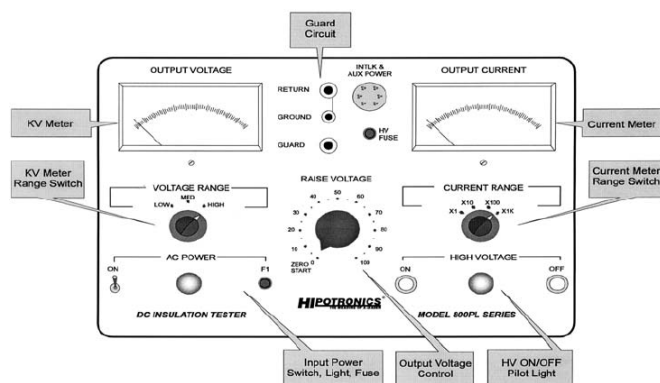 Guard
Circuit
OUTPUT VOLTAGE
INTLK &
AUX POWER
OUTPUT CURRENT
RETURN
KV Meter
GROUND
HV
FUSE
Current Meter
GUARD
KV Meter
Range Switch
Current Meter
Range Switch
VOLTAGE RANGE
LOW MED HIGH
RAISE VOLTAGE
0 10 20 30 40 50 60 70 80 90 100
ZERO
START
CURRENT RANGE
X1 X10 X100 X1K
AC POWER
ON F1
HIGH VOLTAGE
ON OFF
DC INSULATION TESTER
HIPOTRONICS
MODEL 800PL SERIES
Input Power
Switch, Light, Fuse
Output Voltage
Control
HV ON/OFF
Pilot Light